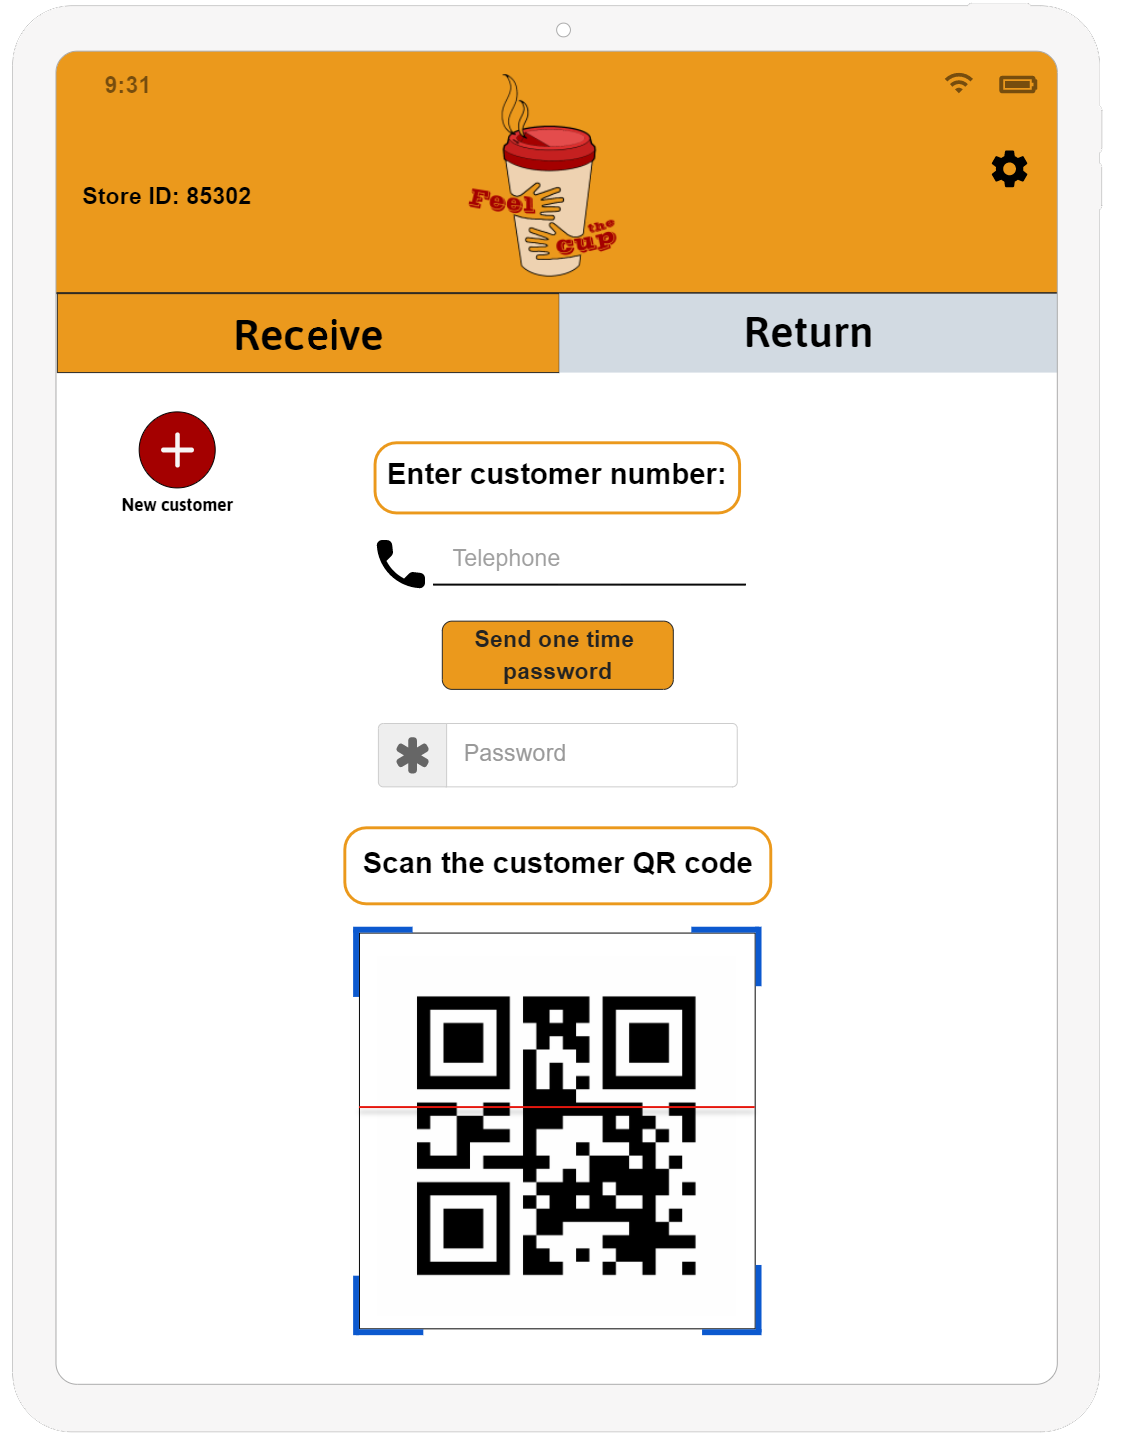 9:31
Store ID: 85302
Feel
the
cup
Receive
Return
New customer
Enter customer number:
Telephone
Send one time
password
Password
Scan the customer QR code